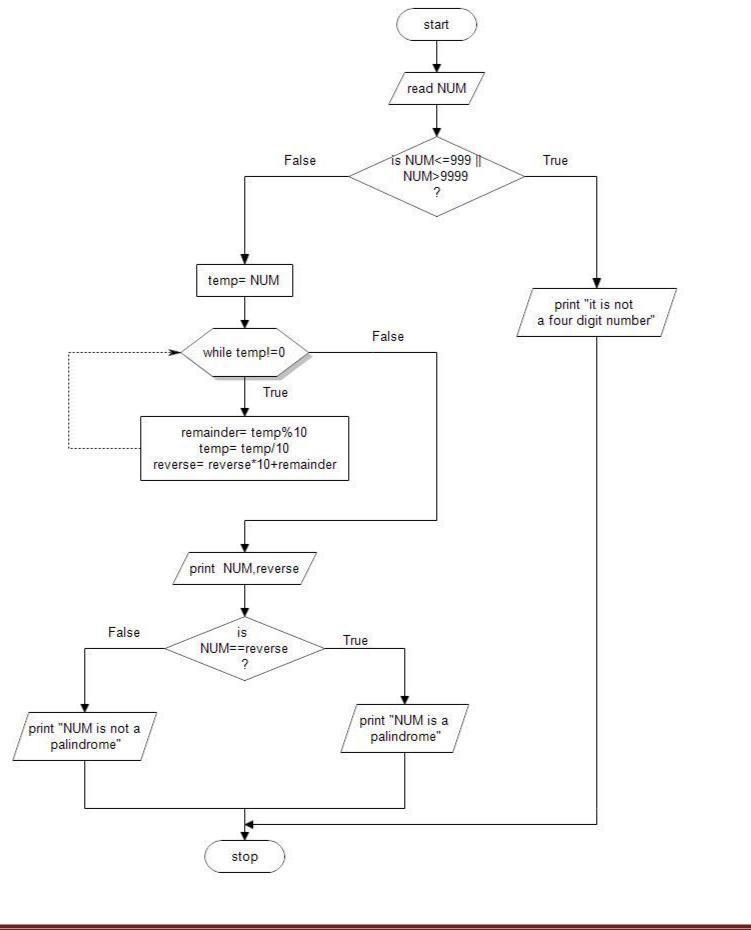 start
read NUM
False
True
is NUM<=999 ||
NUM>9999
?
temp= NUM
print "it is not
a four digit number"
while temp!=0
False
True
remainder= temp%10
temp= temp/10
reverse= reverse*10+remainder
print NUM,reverse
False
True
is
NUM==reverse
?
print "NUM is not a
palindrome"
print "NUM is a
palindrome"
stop